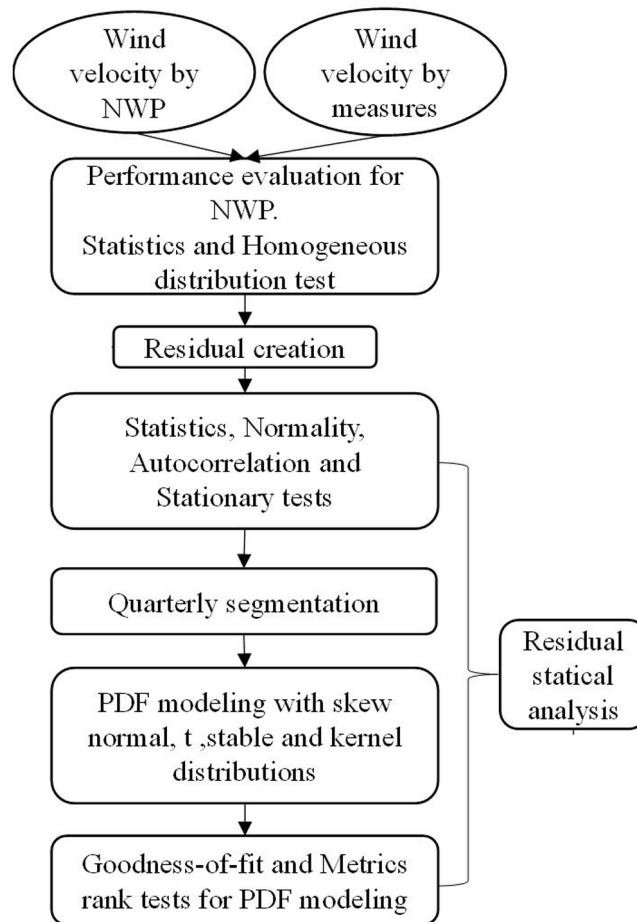 Wind
velocity by
NWP
Wind
velocity by
measures
Performance evaluation for
NWP.
Statistics and Homogeneous
distribution test
Residual creation
Statistics, Normality,
Autocorrelation and
Stationary tests
Quarterly segmentation
PDF modeling with skew
normal, t ,stable and kernel
distributions
Goodness-of-fit and Metrics
rank tests for PDF modeling
Residual
statical
analysis